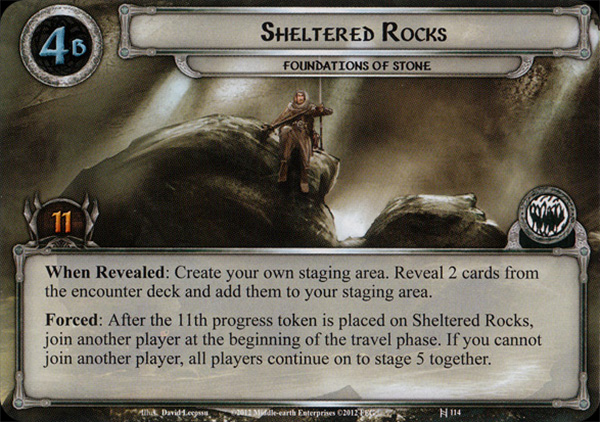 4B
Sheltered Rocks
Foundations of Stone
11
When Revealed: Create your own staging area. Reveal 2 cards from
the encounter deck and add them to your staging area.
Forced: After the 11th progress token is placed on Sheltered Rocks,
join another player at the beginning of the travel phase. If you cannot
join another player, all players continue on to stage 5 together.
Illus. David Lecossu ©2012 Middle-earth Enterprises ©2012 FFG 114